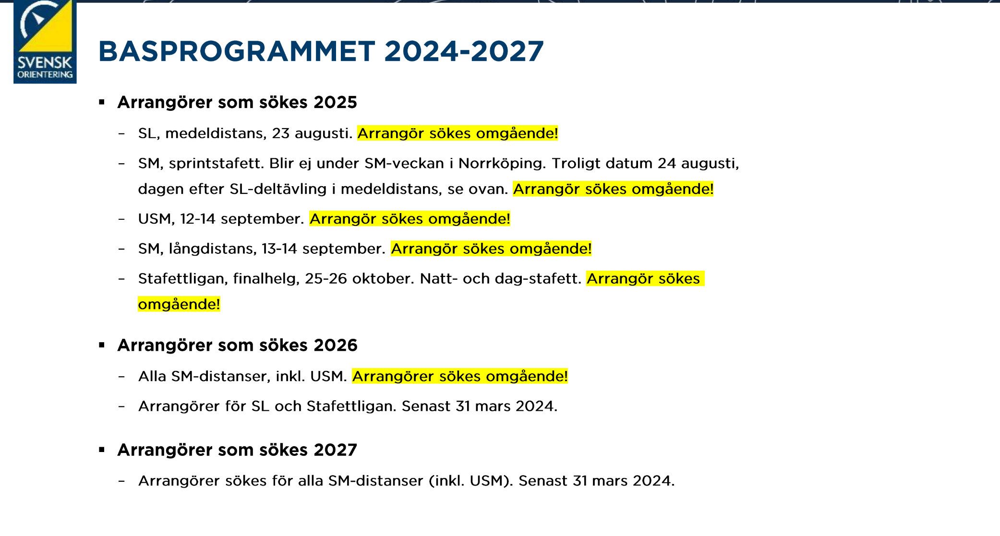 SVENSK
ORIENTERING
BASPROGRAMMET 2024-2027
▪ Arrangörer som sökes 2025
– SL, medeldistans, 23 augusti. Arrangör sökes omgående!
– SM, sprintstafett. Blir ej under SM-veckan i Norrköping. Troligt datum 24 augusti,
dagen efter SL-deltävling i medeldistans, se ovan. Arrangör sökes omgående!
– USM, 12-14 september. Arrangör sökes omgående!
– SM, långdistans, 13-14 september. Arrangör sökes omgående!
– Stafettligan, finalhelg, 25-26 oktober. Natt- och dag-stafett. Arrangör sökes
omgående!
▪ Arrangörer som sökes 2026
– Alla SM-distanser, inkl. USM. Arrangörer sökes omgående!
– Arrangörer för SL och Stafettligan. Senast 31 mars 2024.
▪ Arrangörer som sökes 2027
– Arrangörer sökes för alla SM-distanser (inkl. USM). Senast 31 mars 2024.